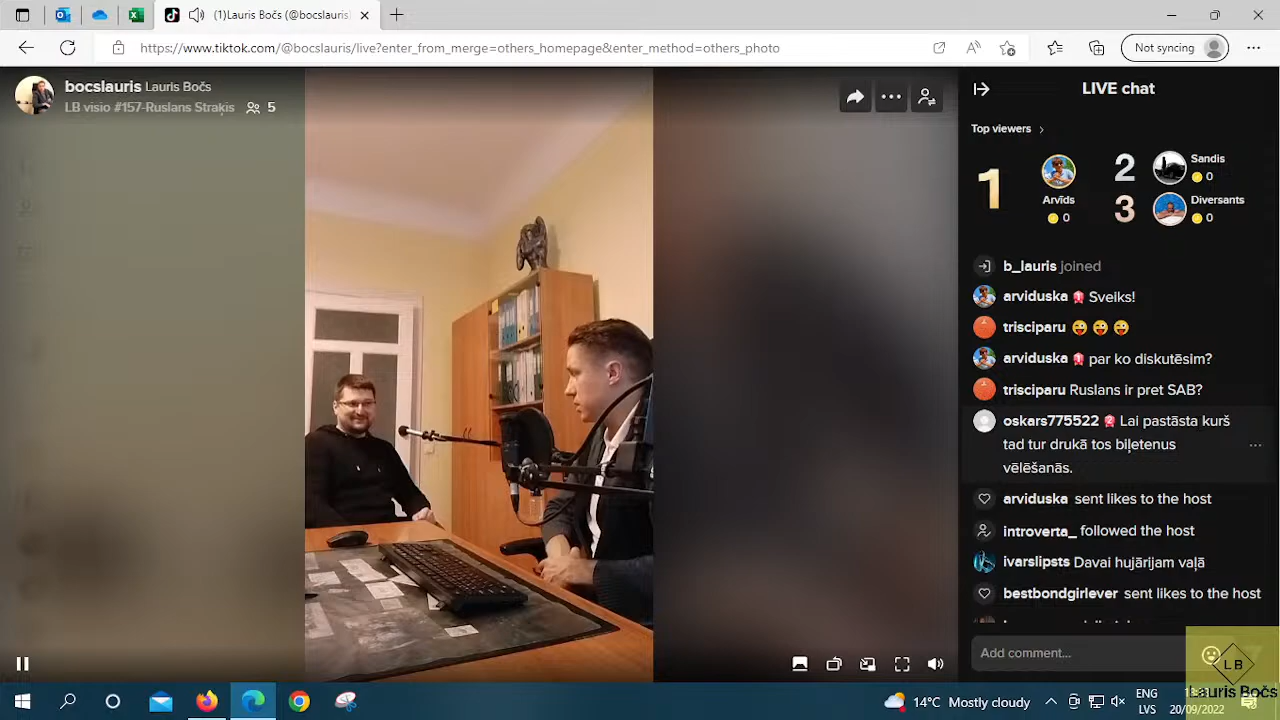 (1)Lauris Bočs (@bocslauris
https://www.tiktok.com/@bocslauris/live?enter_from_merge=others_homepage&enter_method=others_photo
Not syncing
bocslauris Lauris Bočs
LB visio #157-Ruslans Straķis 5
LIVE chat
Top viewers
1
Arvīds
0
2
Sandis
0
3
Diversants
0
b_lauris joined
arviduska Sveiks!
trisciparu
arviduska par ko diskutēsim?
trisciparu Ruslans ir pret SAB?
oskars775522 Lai pastāsta kurš
tad tur drukā tos biļetenus
vēlēšanās.
arviduska sent likes to the host
introverta_ followed the host
ivarslipsts Davai hujārijam vaļā
bestbondgirlever sent likes to the host
Add comment...
LB
Lauris Bočs
14°C Mostly cloudy
ENG
LVS
20/09/2022